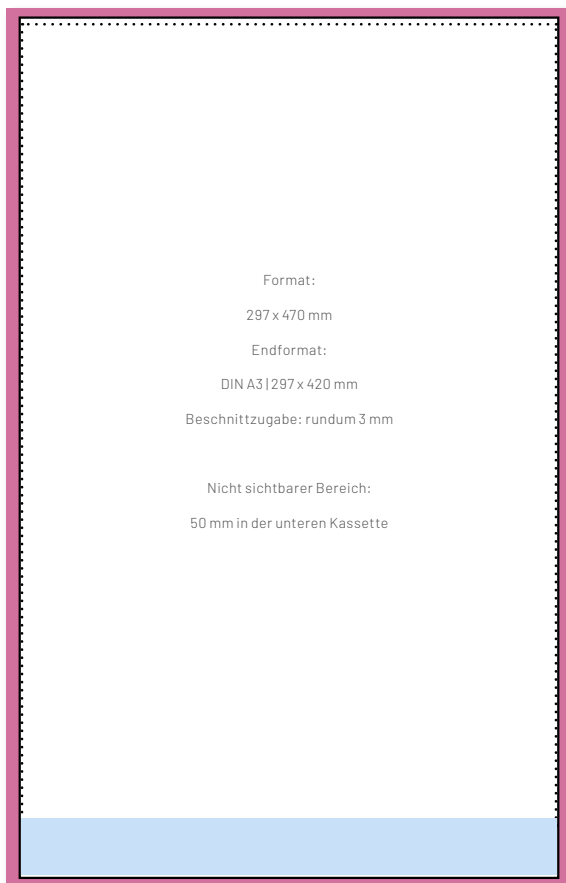 Format:
297 x 470 mm
Endformat:
DIN A3 | 297 x 420 mm
Beschnittzugabe: rundum 3 mm
Nicht sichtbarer Bereich:
50 mm in der unteren Kassette